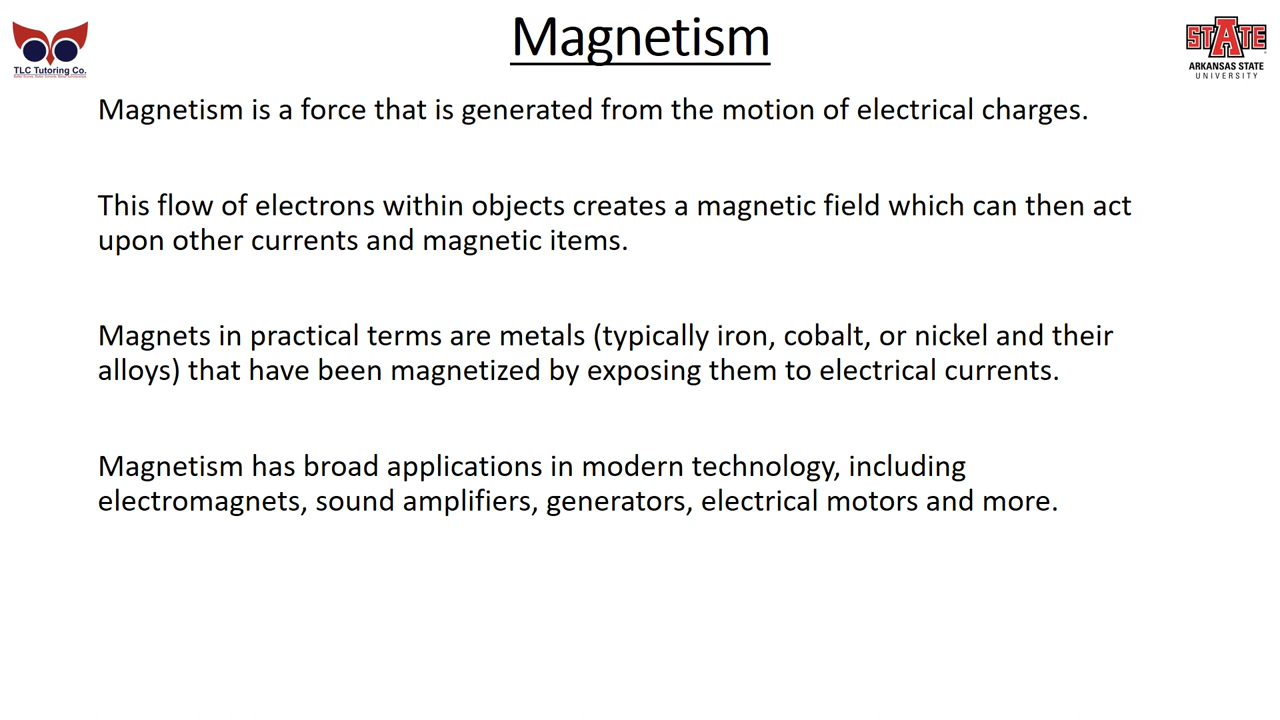 Magnetism
TLC Tutoring Co.
STATE
ARKANSAS STATE
UNIVERSITY
Magnetism is a force that is generated from the motion of electrical charges.
This flow of electrons within objects creates a magnetic field which can then act
upon other currents and magnetic items.
Magnets in practical terms are metals (typically iron, cobalt, or nickel and their
alloys) that have been magnetized by exposing them to electrical currents.
Magnetism has broad applications in modern technology, including
electromagnets, sound amplifiers, generators, electrical motors and more.